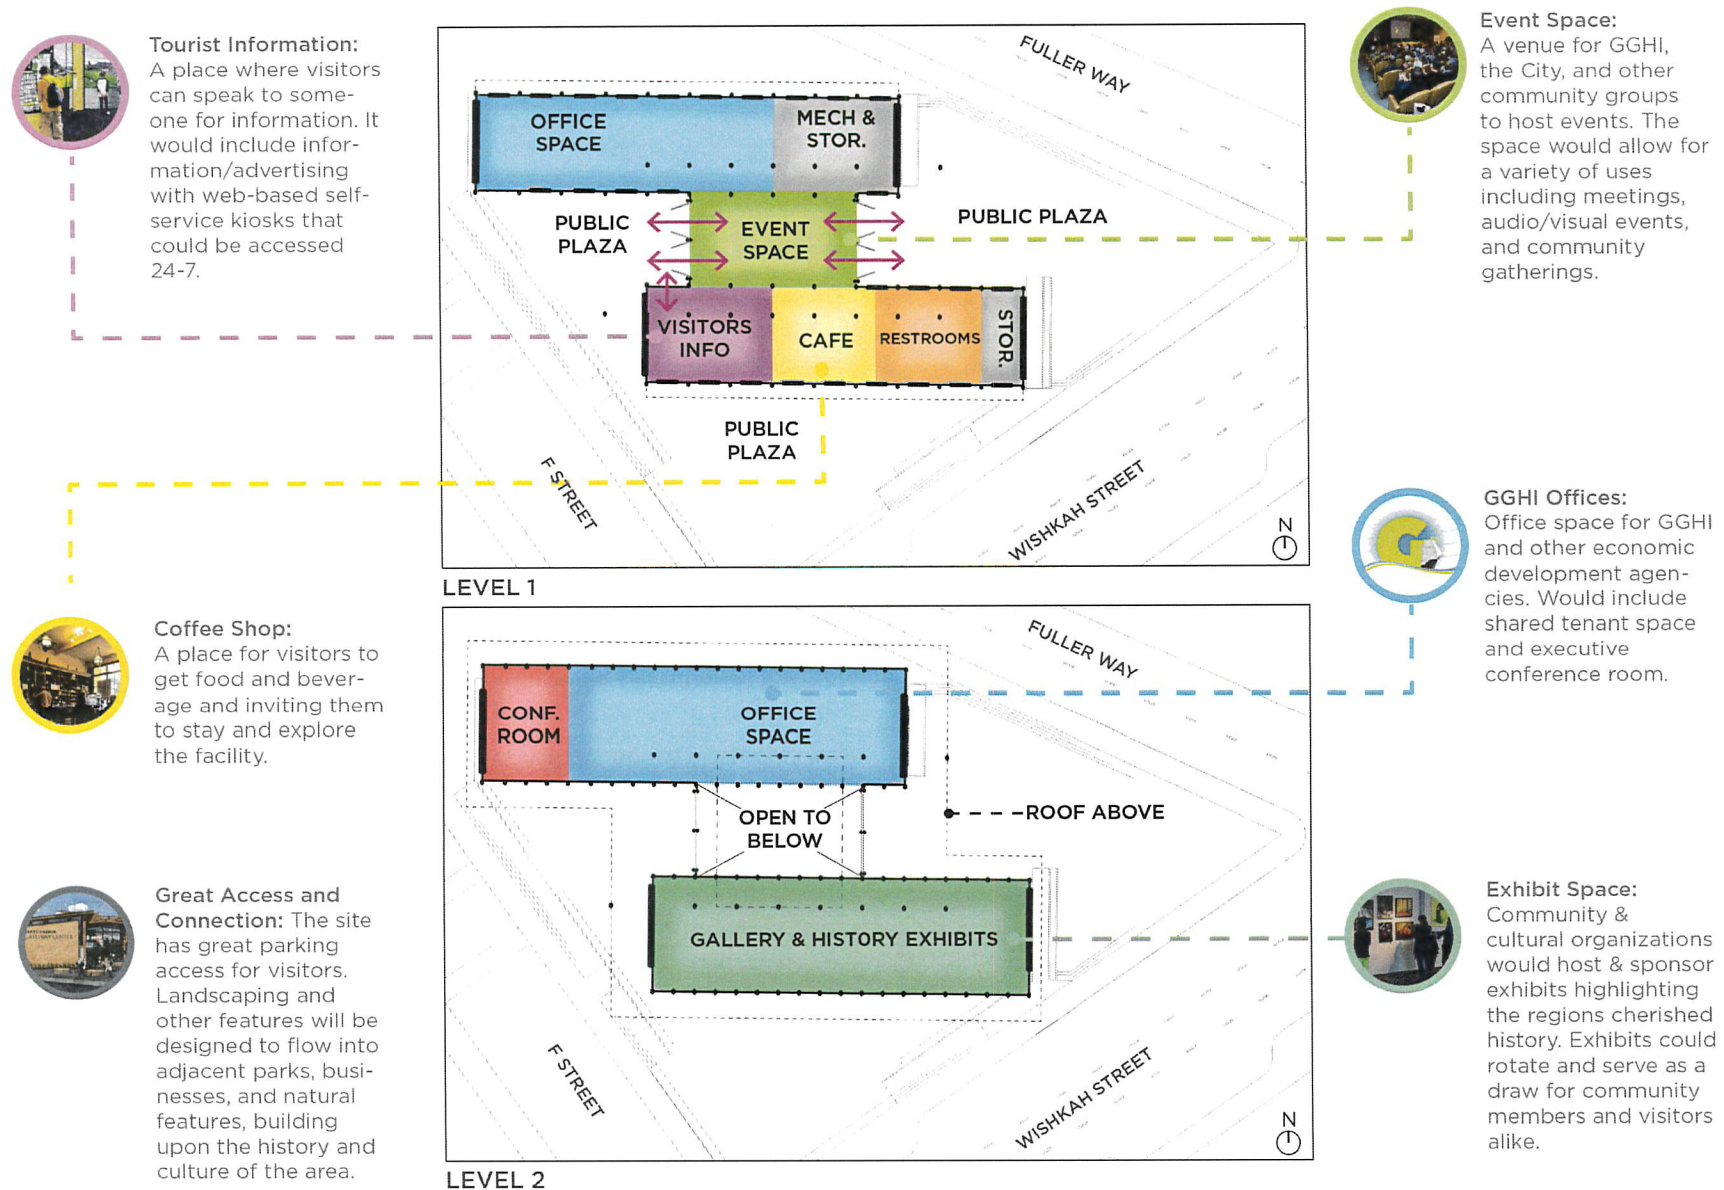 Tourist Information:
A place where visitors
can speak to some-
one for information. It
would include infor-
mation/advertising
with web-based self-
service kiosks that
could be accessed
24-7.
Coffee Shop:
A place for visitors to
get food and bever-
age and inviting them
to stay and explore
the facility.
Great Access and
Connection: The site
has great parking
access for visitors.
Landscaping and
other features will be
designed to flow into
adjacent parks, busi-
nesses, and natural
features, building
upon the history and
culture of the area.
FULLER WAY
OFFICE
SPACE
MECH &
STOR.
PUBLIC
PLAZA
EVENT
SPACE
PUBLIC PLAZA
VISITORS
INFO
CAFE
RESTROOMS
STOR.
PUBLIC
PLAZA
F STREET
WISHKAH STREET
N
LEVEL 1
FULLER WAY
CONF.
ROOM
OFFICE
SPACE
OPEN TO
BELOW
ROOF ABOVE
GALLERY & HISTORY EXHIBITS
F STREET
WISHKAH STREET
N
LEVEL 2
Event Space:
A venue for GGHI,
the City, and other
community groups
to host events. The
space would allow for
a variety of uses
including meetings,
audio/visual events,
and community
gatherings.
G
GGHI Offices:
Office space for GGHI
and other economic
development agen-
cies. Would include
shared tenant space
and executive
conference room.
Exhibit Space:
Community &
cultural organizations
would host & sponsor
exhibits highlighting
the regions cherished
history. Exhibits could
rotate and serve as a
draw for community
members and visitors
alike.